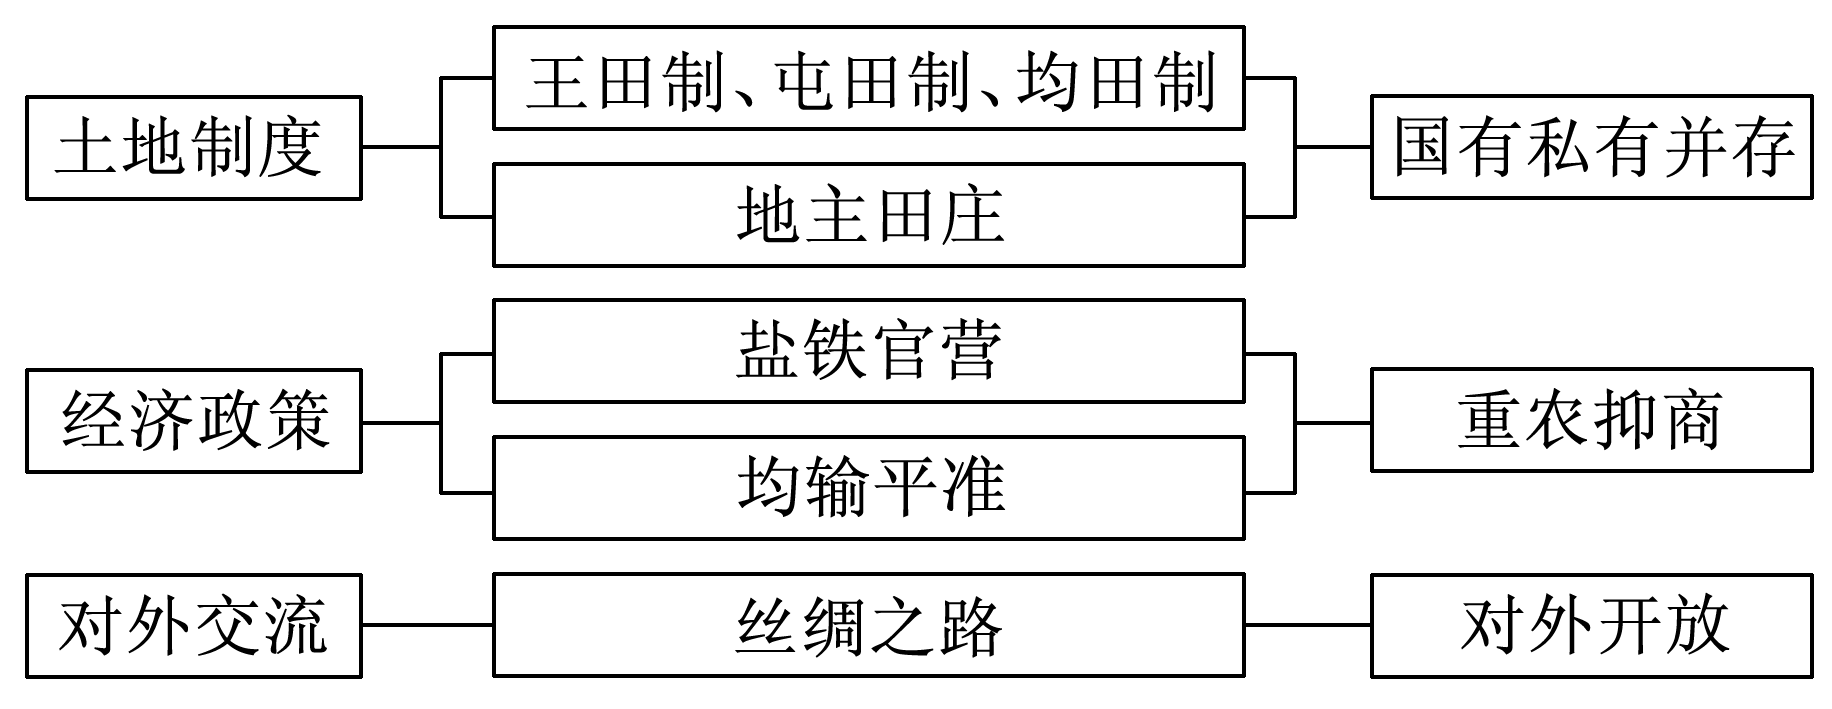 土地制度
王田制、屯田制、均田制
地主田庄
国有私有并存
经济政策
盐铁官营
均输平准
重农抑商
对外交流
丝绸之路
对外开放